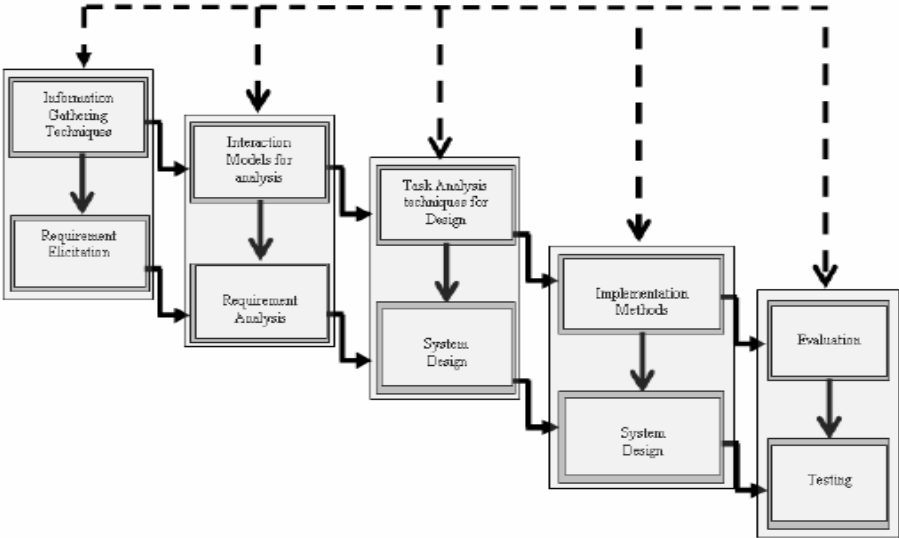 Information
Gathering
Techniques
Requirement
Elicitation
Interaction
Models for
analysis
Requirement
Analysis
Task Analysis
techniques for
Design
System
Design
Implementation
Methods
System
Design
Evaluation
Testing